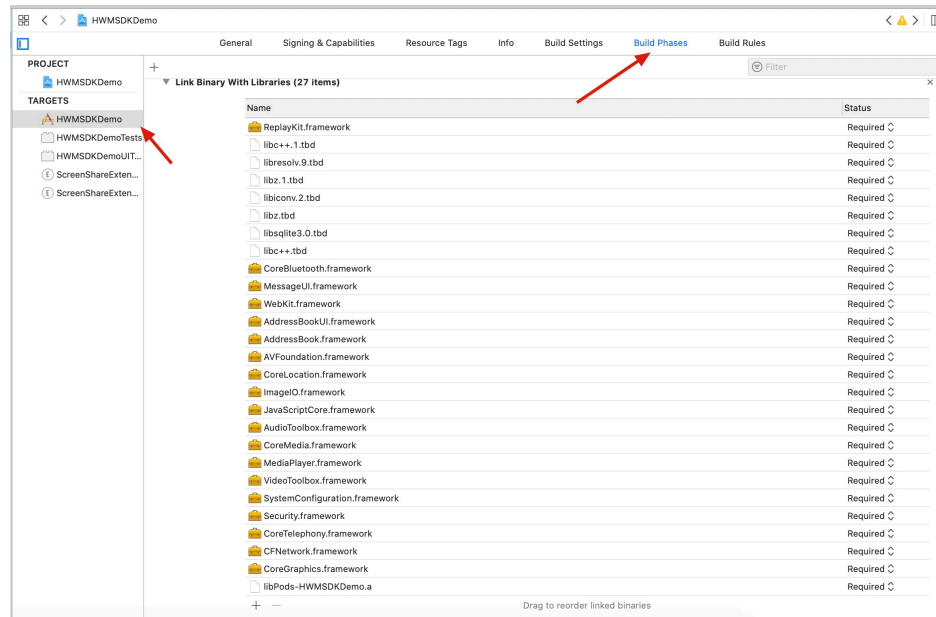 HWMSDKDemo
General Signing & Capabilities Resource Tags Info Build Settings Build Phases Build Rules
PROJECT
HWMSDKDemo
TARGETS
HWMSDKDemo
HWMSDKDemoTests
HWMSDKDemoUIT...
ScreenShareExten...
ScreenShareExten...
+ Filter
Link Binary With Libraries (27 items) ×
Name Status
ReplayKit.framework Required
libc++.1.tbd Required
libresolv.9.tbd Required
libz.1.tbd Required
libiconv.2.tbd Required
libz.tbd Required
libsqlite3.0.tbd Required
libc++.tbd Required
CoreBluetooth.framework Required
MessageUI.framework Required
WebKit.framework Required
AddressBookUI.framework Required
AddressBook.framework Required
AVFoundation.framework Required
CoreLocation.framework Required
ImageIO.framework Required
JavaScriptCore.framework Required
AudioToolbox.framework Required
CoreMedia.framework Required
MediaPlayer.framework Required
VideoToolbox.framework Required
SystemConfiguration.framework Required
Security.framework Required
CoreTelephony.framework Required
CFNetwork.framework Required
CoreGraphics.framework Required
libPods-HWMSDKDemo.a Required
+ − Drag to reorder linked binaries